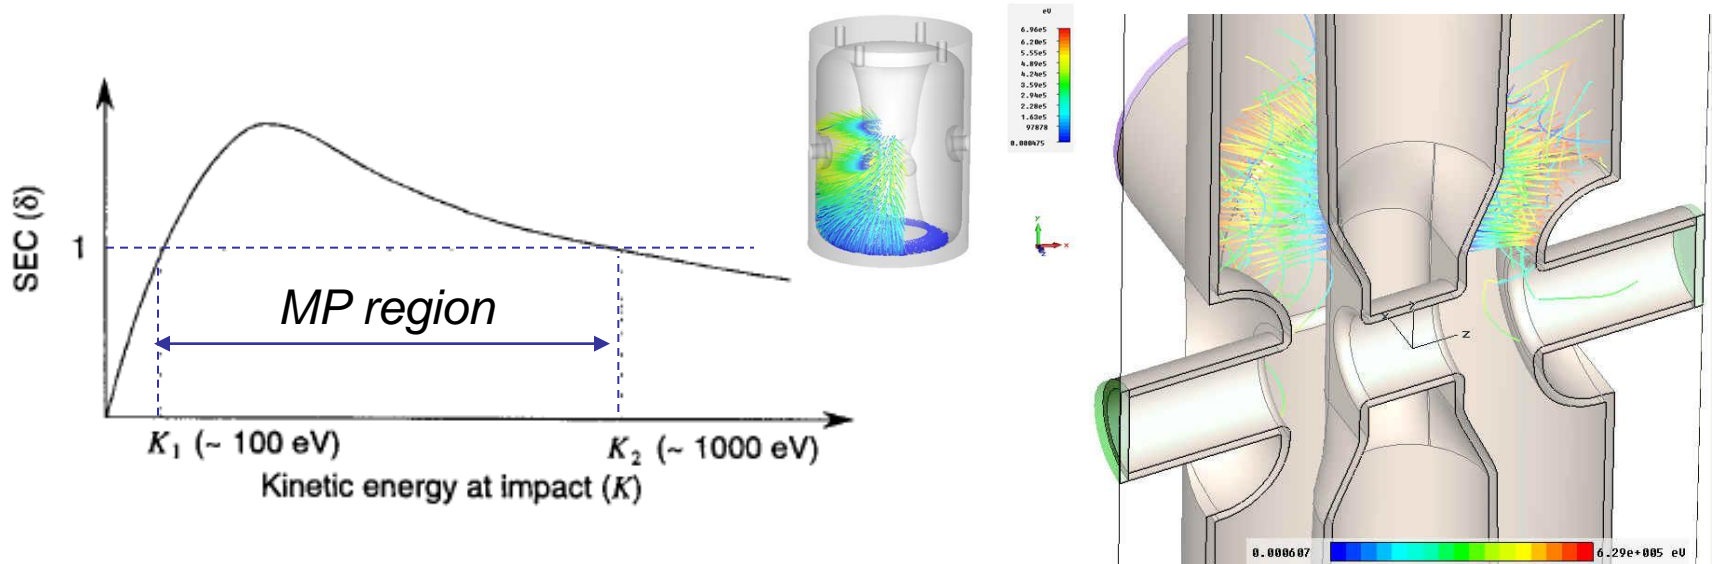 SEC (δ)
1
MP region
K₁ (~ 100 eV)
K₂ (~ 1000 eV)
Kinetic energy at impact (K)
eV
6.96e5
6.20e5
5.55e5
4.89e5
4.24e5
3.59e5
2.94e5
2.28e5
1.63e5
97878
0.000475
y
x
z
x
y
z
0.000607
6.29e+005 eV